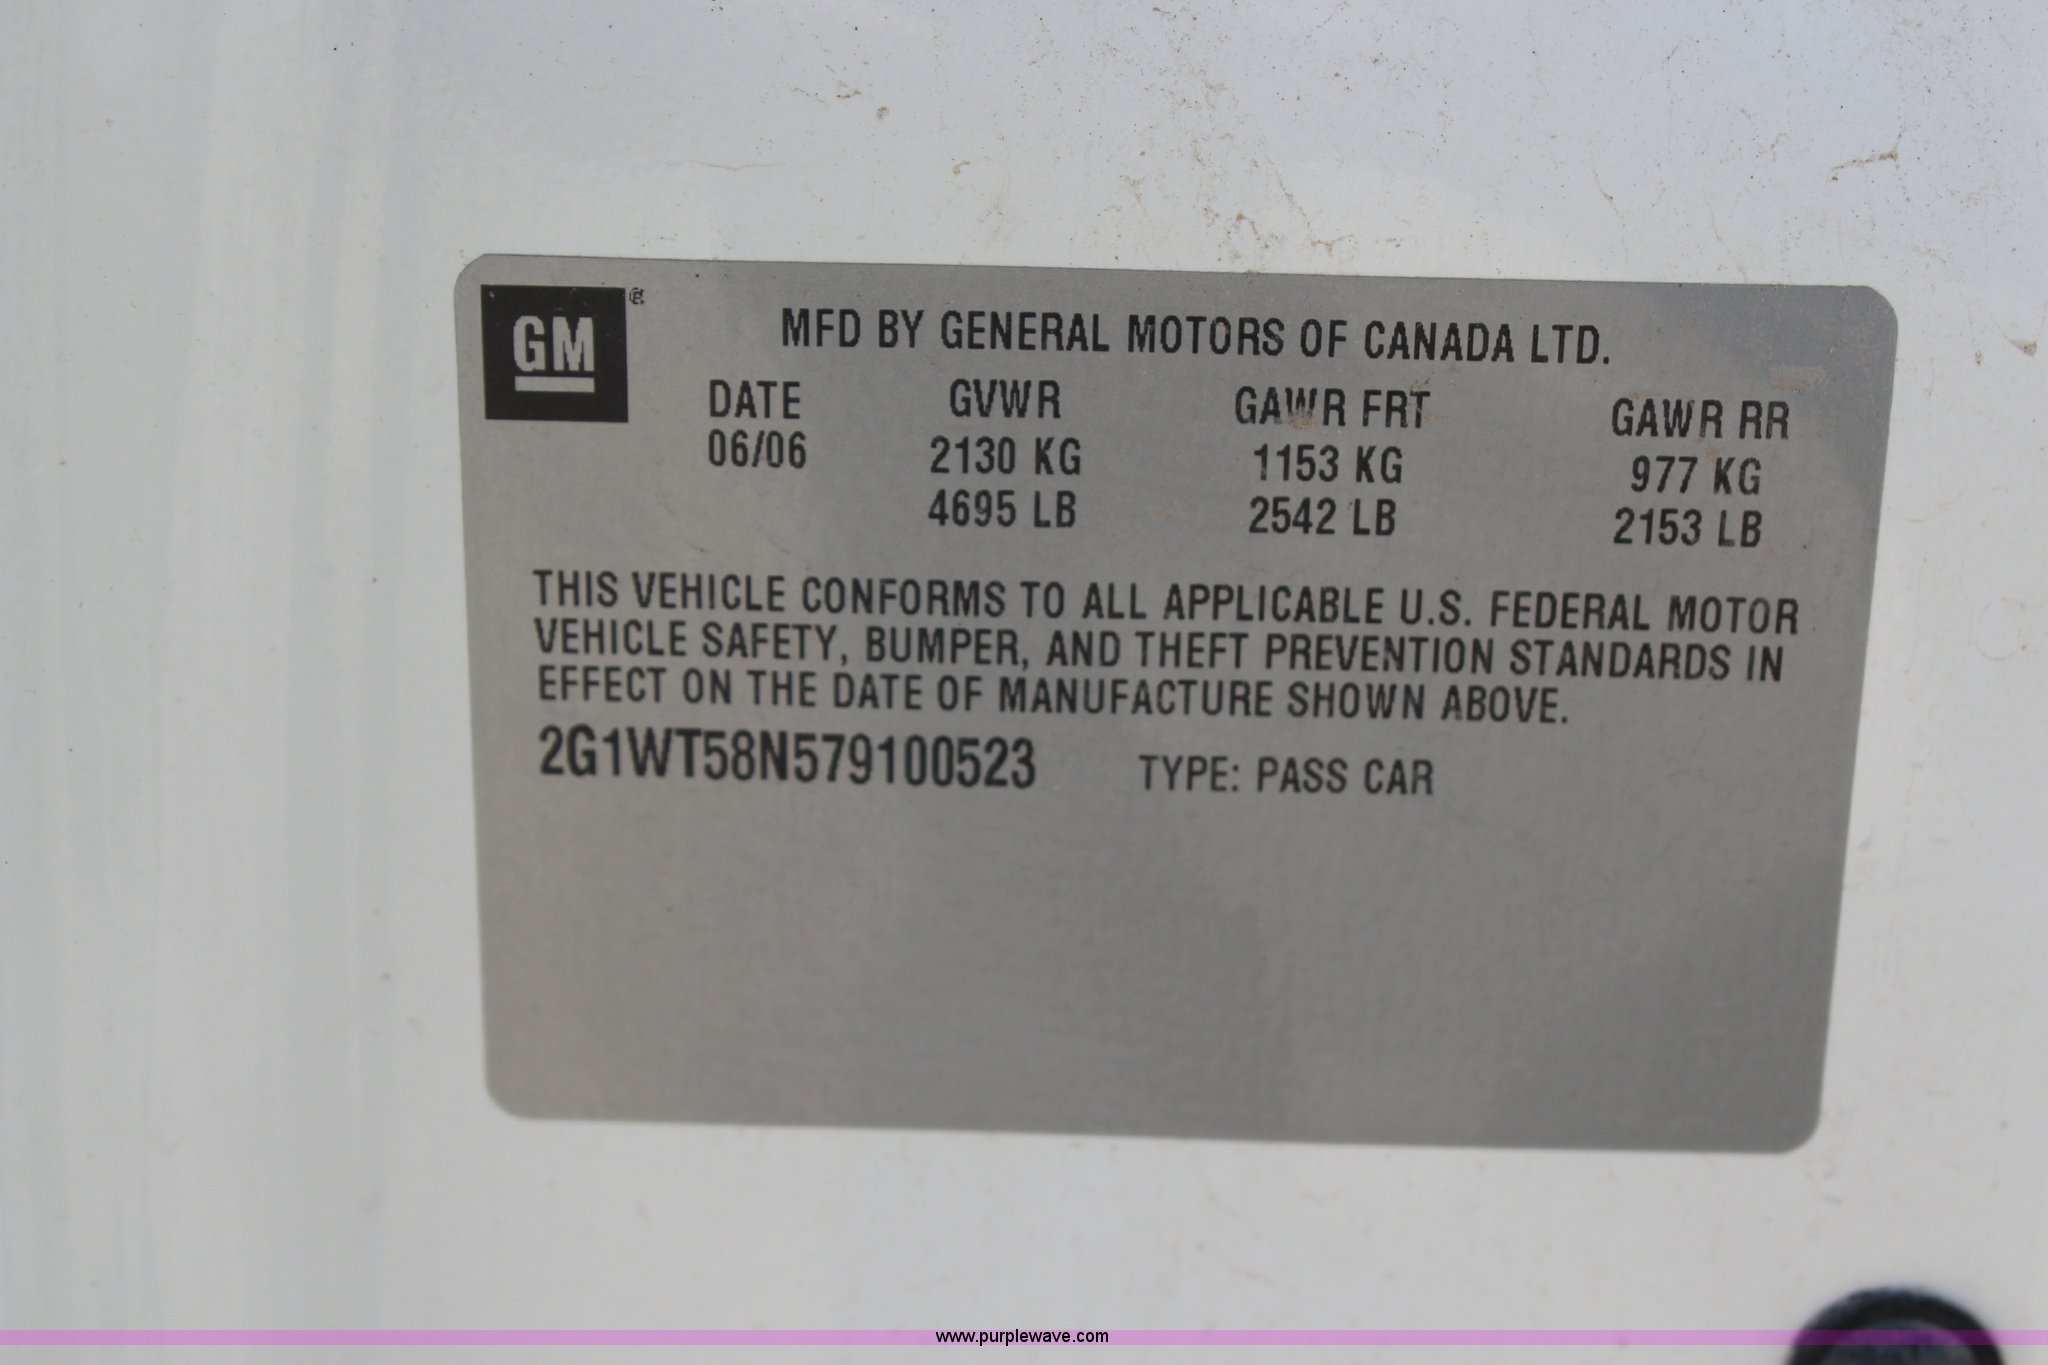 GM ®
MFD BY GENERAL MOTORS OF CANADA LTD.
DATE GVWR GAWR FRT GAWR RR
06/06 2130 KG 1153 KG 977 KG
4695 LB 2542 LB 2153 LB
THIS VEHICLE CONFORMS TO ALL APPLICABLE U.S. FEDERAL MOTOR
VEHICLE SAFETY, BUMPER, AND THEFT PREVENTION STANDARDS IN
EFFECT ON THE DATE OF MANUFACTURE SHOWN ABOVE.
2G1WT58N579100523 TYPE: PASS CAR
www.purplewave.com